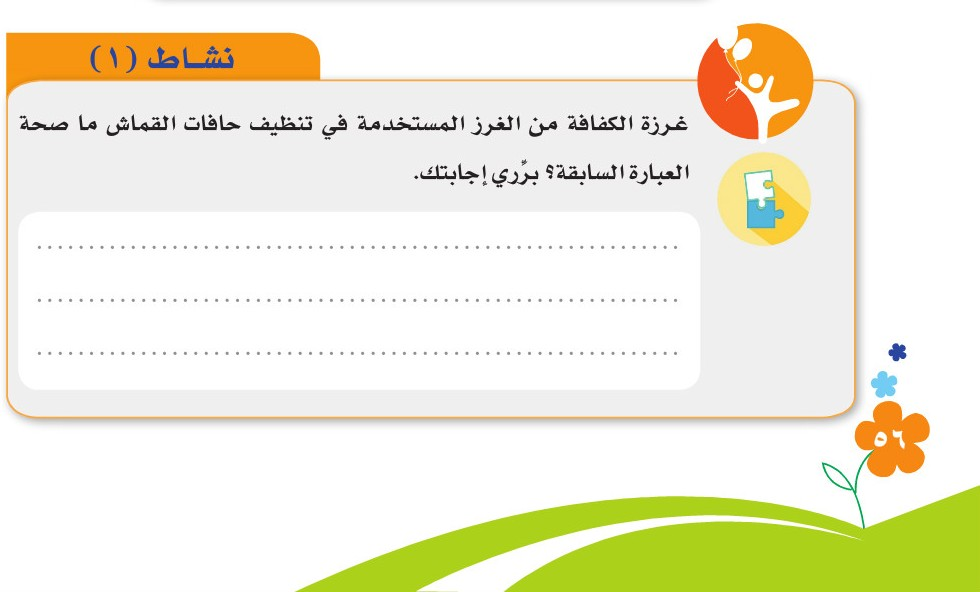 نشـاط (١)
غرزة الكفافة من الغرز المستخدمة في تنظيف حافات القماش ما صحة
العبارة السابقة؟ برِّري إجابتك.
٥٦